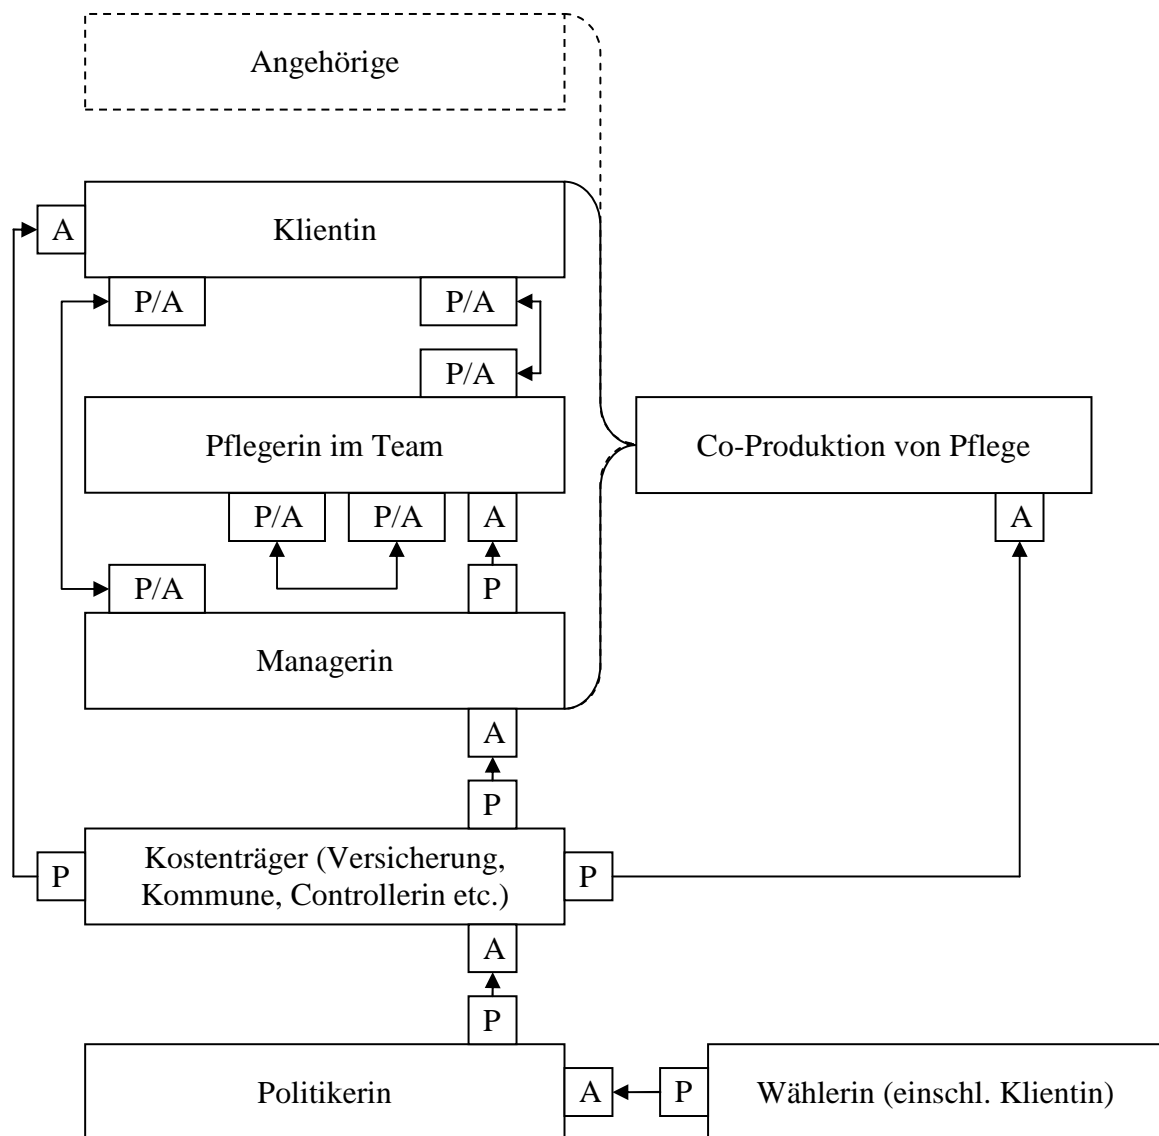 Angehörige
A
Klientin
P/A
P/A
P/A
Pflegerin im Team
Co-Produktion von Pflege
P/A
P/A
A
A
P/A
P
Managerin
A
P
P
Kostenträger (Versicherung,
Kommune, Controllerin etc.)
P
A
P
Politikerin
A
P
Wählerin (einschl. Klientin)